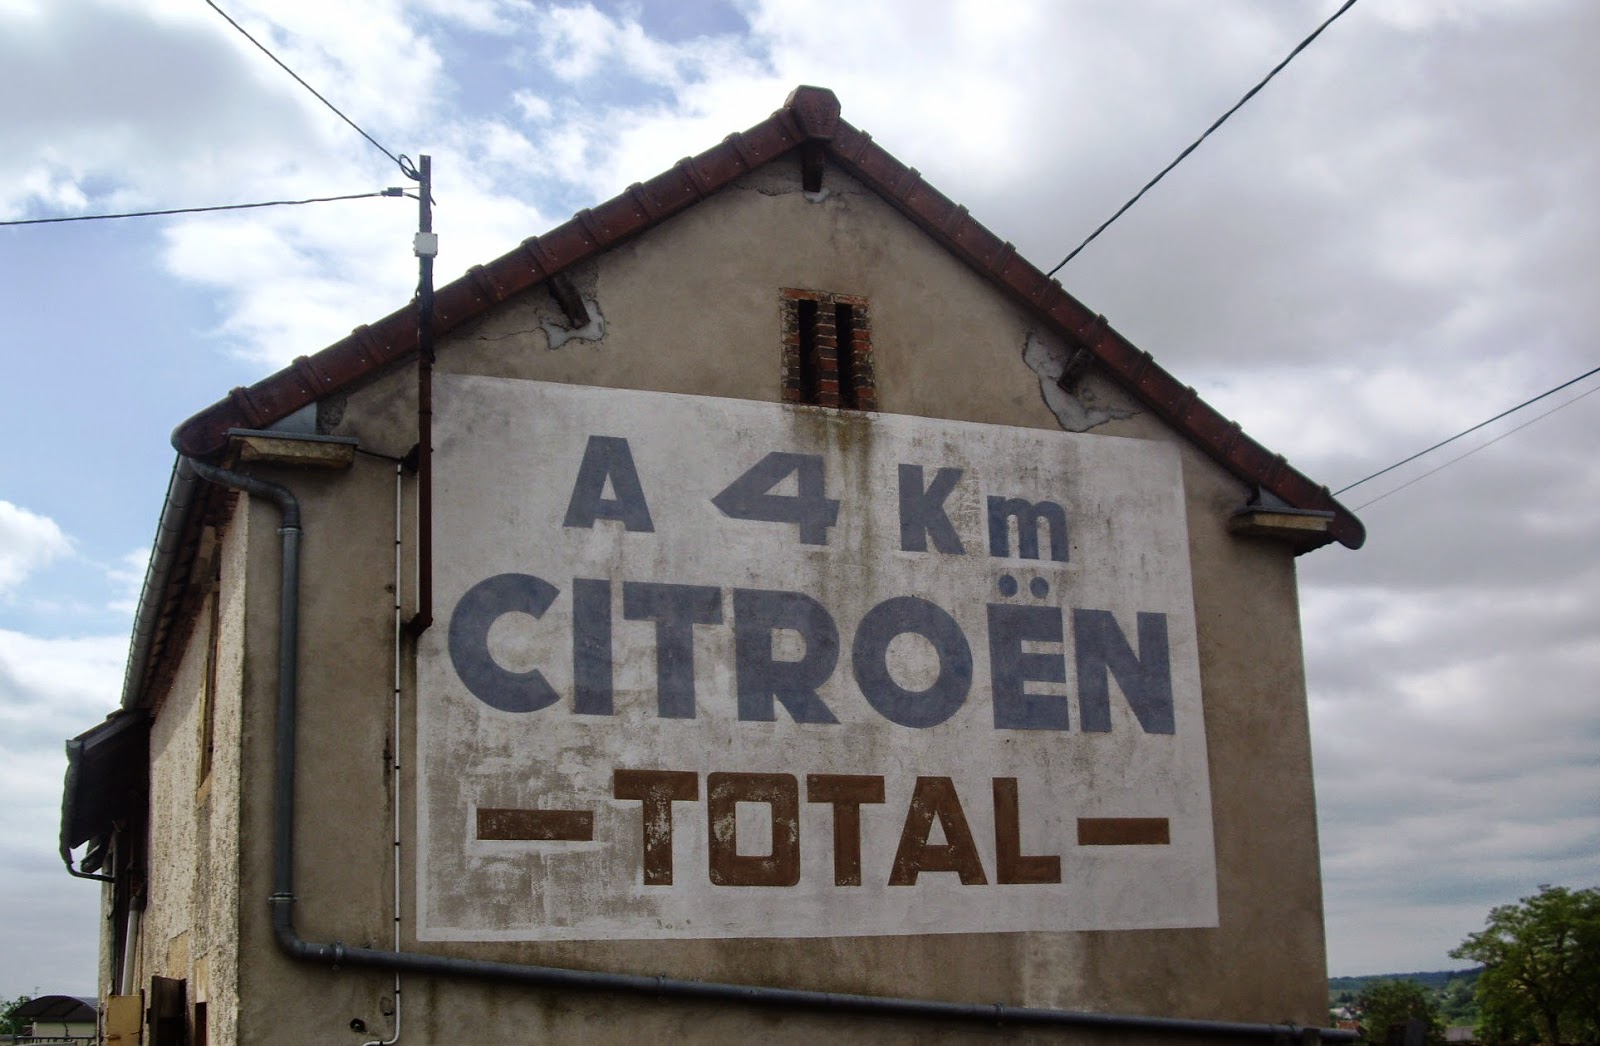 A 4 Km
CITROËN
— TOTAL —